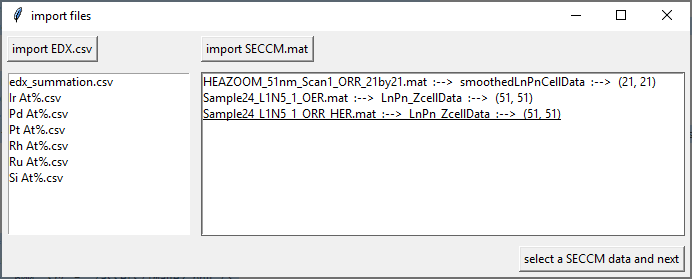 import files
import EDX.csv
import SECCM.mat
edx_summation.csv
Ir At%.csv
Pd At%.csv
Pt At%.csv
Rh At%.csv
Ru At%.csv
Si At%.csv
HEAZOOM_51nm_Scan1_ORR_21by21.mat :--> smoothedLnPnCellData :--> (21, 21)
Sample24_L1N5_1_OER.mat :--> LnPn_ZcellData :--> (51, 51)
Sample24_L1N5_1_ORR_HER.mat :--> LnPn_ZcellData :--> (51, 51)
select a SECCM data and next